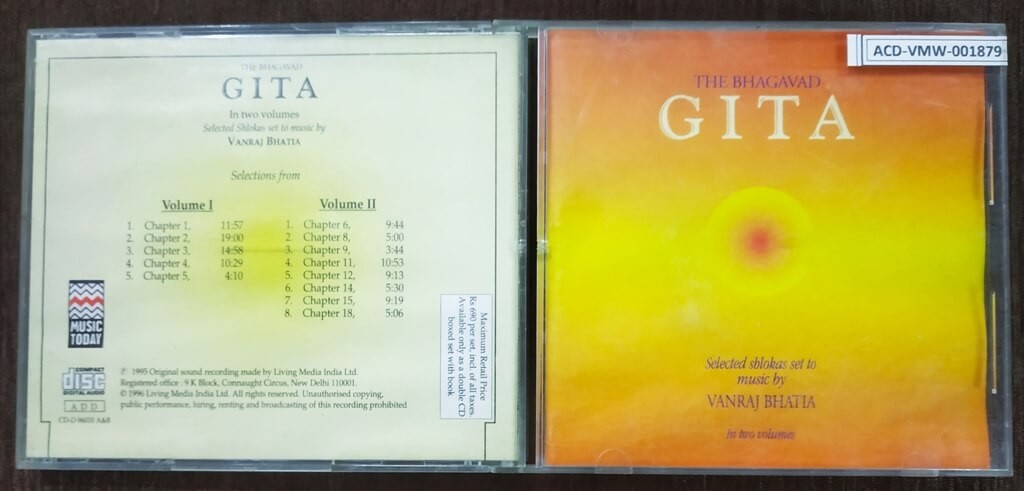 THE BHAGAVAD
GITA
In two volumes
Selected Shlokas set to music by
VANRAJ BHATIA
Selections from
Volume I
1. Chapter 1, 11:57
2. Chapter 2, 19:00
3. Chapter 3, 14:58
4. Chapter 4, 10:29
5. Chapter 5, 4:10
Volume II
1. Chapter 6, 9:44
2. Chapter 8, 5:00
3. Chapter 9, 3:44
4. Chapter 11, 10:53
5. Chapter 12, 9:13
6. Chapter 14, 5:30
7. Chapter 15, 9:19
8. Chapter 18, 5:06
MUSIC
TODAY
Maximum Retail Price
Rs 690 per set, incl. of all taxes.
Available only as a double CD
boxed set with book
COMPACT
disc
DIGITAL AUDIO
ADD
℗ 1995 Original sound recording made by Living Media India Ltd.
Registered office . 9 K Block, Connaught Circus, New Delhi 110001.
© 1996 Living Media India Ltd. All rights reserved. Unauthorised copying,
public performance, hiring, renting and broadcasting of this recording prohibited
ACD-VMW-001879
THE BHAGAVAD
GITA
Selected shlokas set to
music by
VANRAJ BHATIA
in two volumes